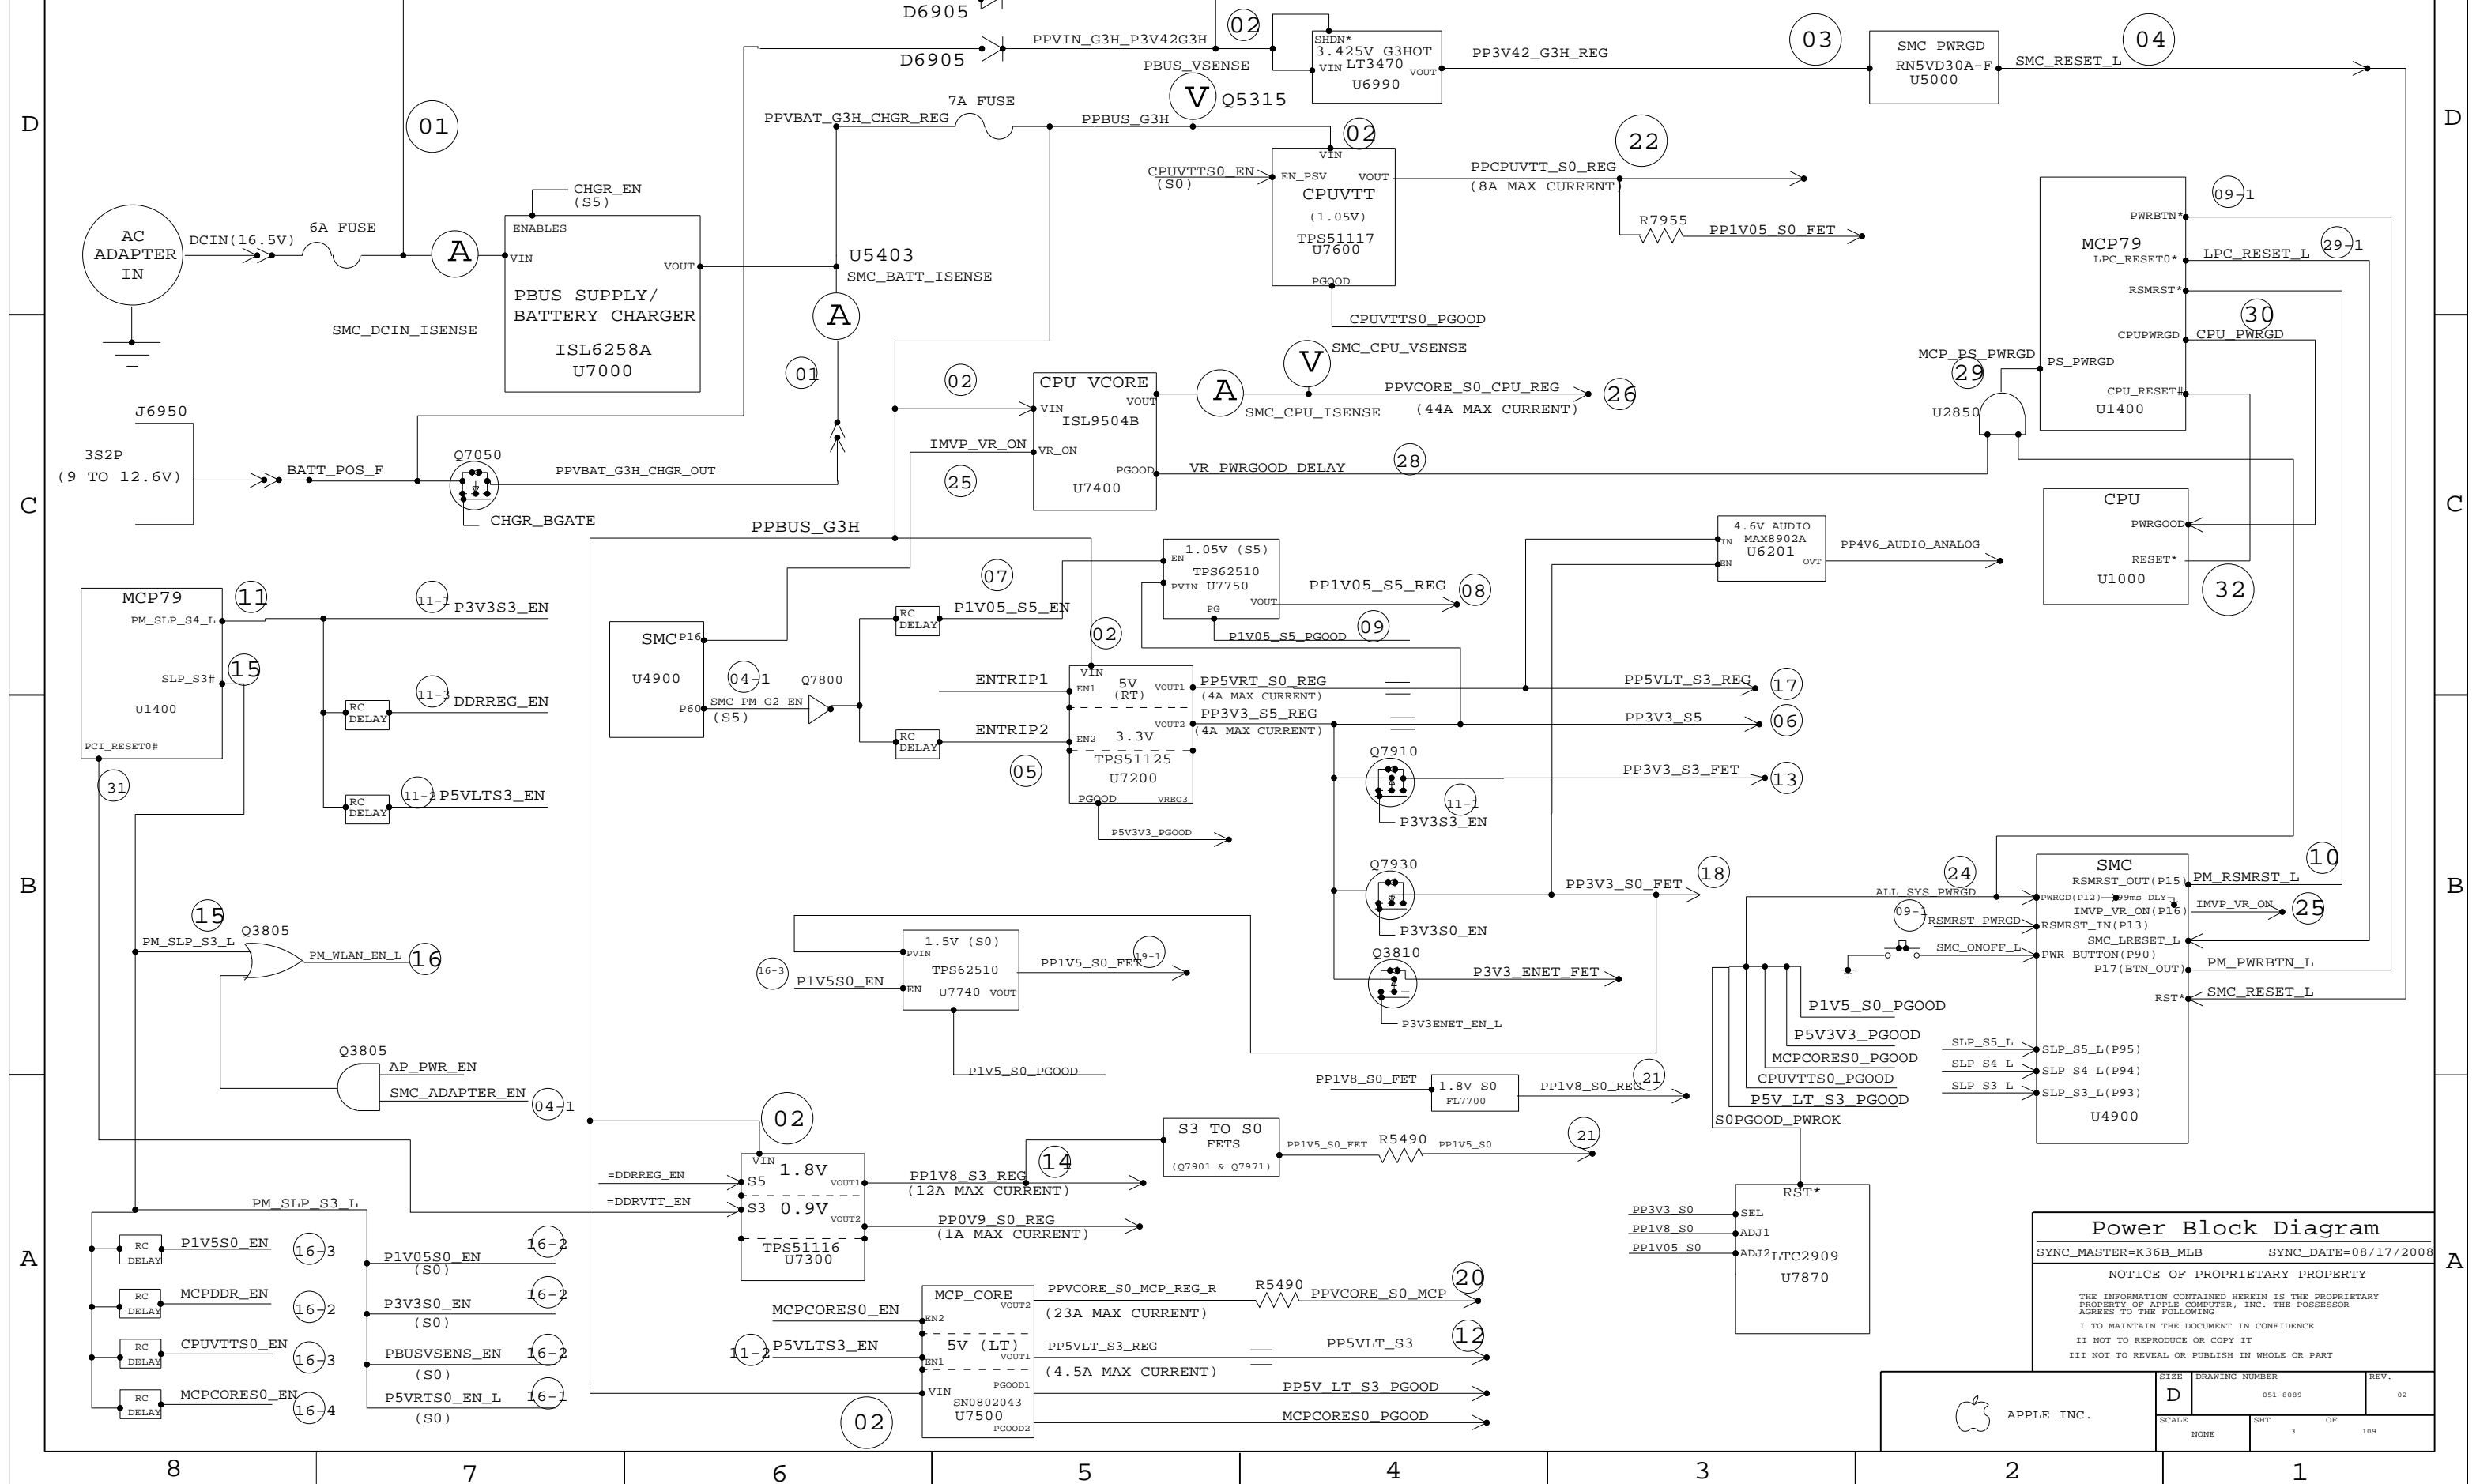 D6905
D6905
PPVIN_G3H_P3V42G3H
02
SHDN*
3.425V G3HOT
LT3470
VIN
VOUT
U6990
PP3V42_G3H_REG
03
SMC PWRGD
RN5VD30A-F
U5000
SMC_RESET_L
04
PBUS_VSENSE
V
Q5315
D
01
PPVBAT_G3H_CHGR_REG
7A FUSE
PPBUS_G3H
02
VIN
CPUVTTS0_EN
(S0)
EN_PSV
VOUT
CPUVTT
(1.05V)
TPS51117
U7600
PGOOD
CPUVTTS0_PGOOD
PPCPUVTT_S0_REG
(8A MAX CURRENT)
22
R7955
PP1V05_S0_FET
D
AC
ADAPTER
IN
DCIN(16.5V)
6A FUSE
A
CHGR_EN
(S5)
ENABLES
VIN
VOUT
PBUS SUPPLY/
BATTERY CHARGER
ISL6258A
U7000
SMC_DCIN_ISENSE
U5403
SMC_BATT_ISENSE
A
01
PWRBTN*
09-1
MCP79
LPC_RESET0*
LPC_RESET_L
29-1
RSMRST*
30
CPUPWRGD
CPU_PWRGD
MCP_PS_PWRGD
29
PS_PWRGD
CPU_RESET#
U1400
U2850
02
CPU VCORE
VIN
VOUT
ISL9504B
IMVP_VR_ON
VR_ON
25
PGOOD
U7400
A
V
SMC_CPU_VSENSE
SMC_CPU_ISENSE
PPVCORE_S0_CPU_REG
(44A MAX CURRENT)
26
VR_PWRGOOD_DELAY
28
J6950
3S2P
(9 TO 12.6V)
BATT_POS_F
Q7050
PPVBAT_G3H_CHGR_OUT
CHGR_BGATE
C
C
PPBUS_G3H
CPU
PWRGOOD
RESET*
U1000
32
4.6V AUDIO
MAX8902A
U6201
IN
EN
OVT
PP4V6_AUDIO_ANALOG
1.05V (S5)
EN
TPS62510
PVIN
U7750
VOUT
PG
PP1V05_S5_REG
08
P1V05_S5_PGOOD
09
MCP79
PM_SLP_S4_L
11
11-1
P3V3S3_EN
SLP_S3#
15
U1400
PCI_RESET0#
31
RC
DELAY
11-3
DDRREG_EN
RC
DELAY
11-2
P5VLTS3_EN
SMC
P16
U4900
P60
04-1
SMC_PM_G2_EN
(S5)
Q7800
RC
DELAY
07
P1V05_S5_EN
RC
DELAY
ENTRIP1
ENTRIP2
05
02
VIN
EN1
5V
(RT)
VOUT1
VOUT2
EN2
3.3V
TPS51125
U7200
PGOOD
VREG3
P5V3V3_PGOOD
PP5VRT_S0_REG
(4A MAX CURRENT)
PP3V3_S5_REG
(4A MAX CURRENT)
PP5VLT_S3_REG
17
PP3V3_S5
06
Q7910
PP3V3_S3_FET
13
11-1
P3V3S3_EN
Q7930
PP3V3_S0_FET
18
P3V3S0_EN
Q3810
P3V3_ENET_FET
P3V3ENET_EN_L
B
B
15
PM_SLP_S3_L
Q3805
PM_WLAN_EN_L
16
Q3805
AP_PWR_EN
SMC_ADAPTER_EN
04-1
1.5V (S0)
PVIN
TPS62510
U7740
VOUT
EN
16-3
P1V5S0_EN
PP1V5_S0_FET
19-1
P1V5_S0_PGOOD
24
ALL_SYS_PWRGD
SMC
RSMRST_OUT(P15)
PWRGD(P12)
99ms DLY
IMVP_VR_ON(P16)
RSMRST_IN(P13)
SMC_LRESET_L
PWR_BUTTON(P90)
P17(BTN_OUT)
RST*
SLP_S5_L(P95)
SLP_S4_L(P94)
SLP_S3_L(P93)
U4900
10
PM_RSMRST_L
IMVP_VR_ON
25
PM_PWRBTN_L
SMC_RESET_L
09-1
RSMRST_PWRGD
SMC_ONOFF_L
P1V5_S0_PGOOD
P5V3V3_PGOOD
MCPCORES0_PGOOD
CPUVTTS0_PGOOD
P5V_LT_S3_PGOOD
S0PGOOD_PWROK
SLP_S5_L
SLP_S4_L
SLP_S3_L
PP1V8_S0_FET
1.8V S0
FL7700
PP1V8_S0_REG
21
S3 TO S0
FETS
(Q7901 & Q7971)
PP1V5_S0_FET
R5490
PP1V5_S0
21
02
VIN
1.8V
S5
VOUT1
S3
0.9V
VOUT2
TPS51116
U7300
=DDRREG_EN
=DDRVTT_EN
PP1V8_S3_REG
(12A MAX CURRENT)
14
PP0V9_S0_REG
(1A MAX CURRENT)
RST*
PP3V3_S0
SEL
PP1V8_S0
ADJ1
PP1V05_S0
ADJ2
LTC2909
U7870
A
PM_SLP_S3_L
RC
DELAY
P1V5S0_EN
16-3
RC
DELAY
MCPDDR_EN
16-2
RC
DELAY
CPUVTTS0_EN
16-3
RC
DELAY
MCPCORES0_EN
16-4
P1V05S0_EN
(S0)
16-2
P3V3S0_EN
(S0)
16-2
PBUSVSENS_EN
(S0)
16-2
P5VRTS0_EN_L
(S0)
16-1
MCPCORES0_EN
11-2
P5VLTS3_EN
02
MCP_CORE
VOUT2
EN2
5V (LT)
VOUT1
EN1
PGOOD1
VIN
SN0802043
U7500
PGOOD2
PPVCORE_S0_MCP_REG_R
(23A MAX CURRENT)
R5490
PPVCORE_S0_MCP
20
PP5VLT_S3_REG
(4.5A MAX CURRENT)
PP5VLT_S3
12
PP5V_LT_S3_PGOOD
MCPCORES0_PGOOD
Power Block Diagram
SYNC_MASTER=K36B_MLB
SYNC_DATE=08/17/2008
NOTICE OF PROPRIETARY PROPERTY
THE INFORMATION CONTAINED HEREIN IS THE PROPRIETARY
PROPERTY OF APPLE COMPUTER, INC. THE POSSESSOR
AGREES TO THE FOLLOWING
I TO MAINTAIN THE DOCUMENT IN CONFIDENCE
II NOT TO REPRODUCE OR COPY IT
III NOT TO REVEAL OR PUBLISH IN WHOLE OR PART
A
APPLE INC.
SIZE
D
DRAWING NUMBER
051-8089
REV.
02
SCALE
NONE
SHT
3
OF
109
8
7
6
5
4
3
2
1